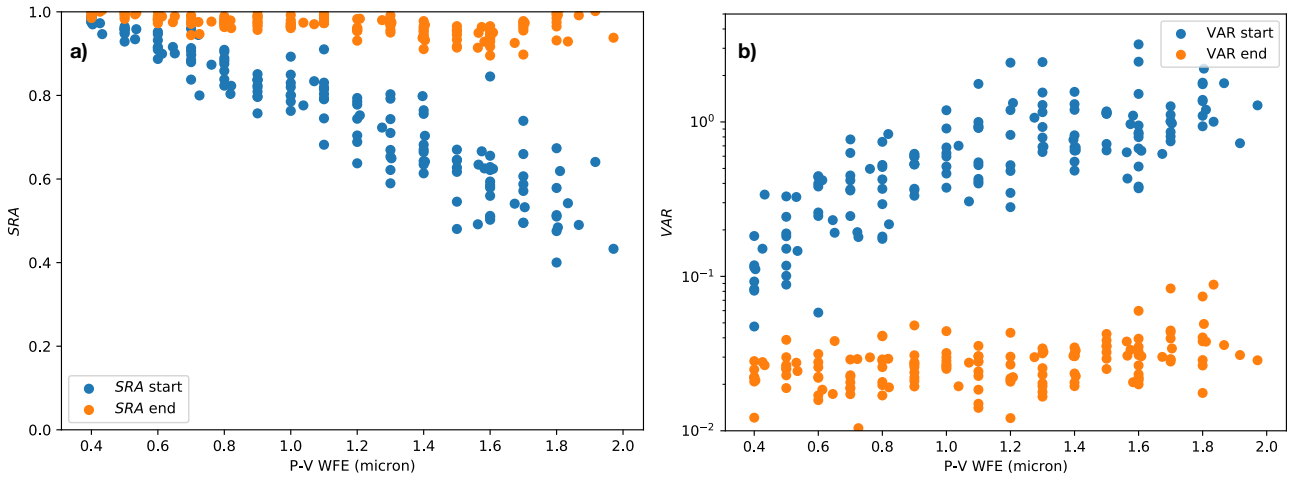 a)
SRA
1.0
0.8
0.6
0.4
0.2
0.0
SRA start
SRA end
0.4 0.6 0.8 1.0 1.2 1.4 1.6 1.8 2.0
P-V WFE (micron)
b)
VAR
10⁰
10⁻¹
10⁻²
VAR start
VAR end
0.4 0.6 0.8 1.0 1.2 1.4 1.6 1.8 2.0
P-V WFE (micron)